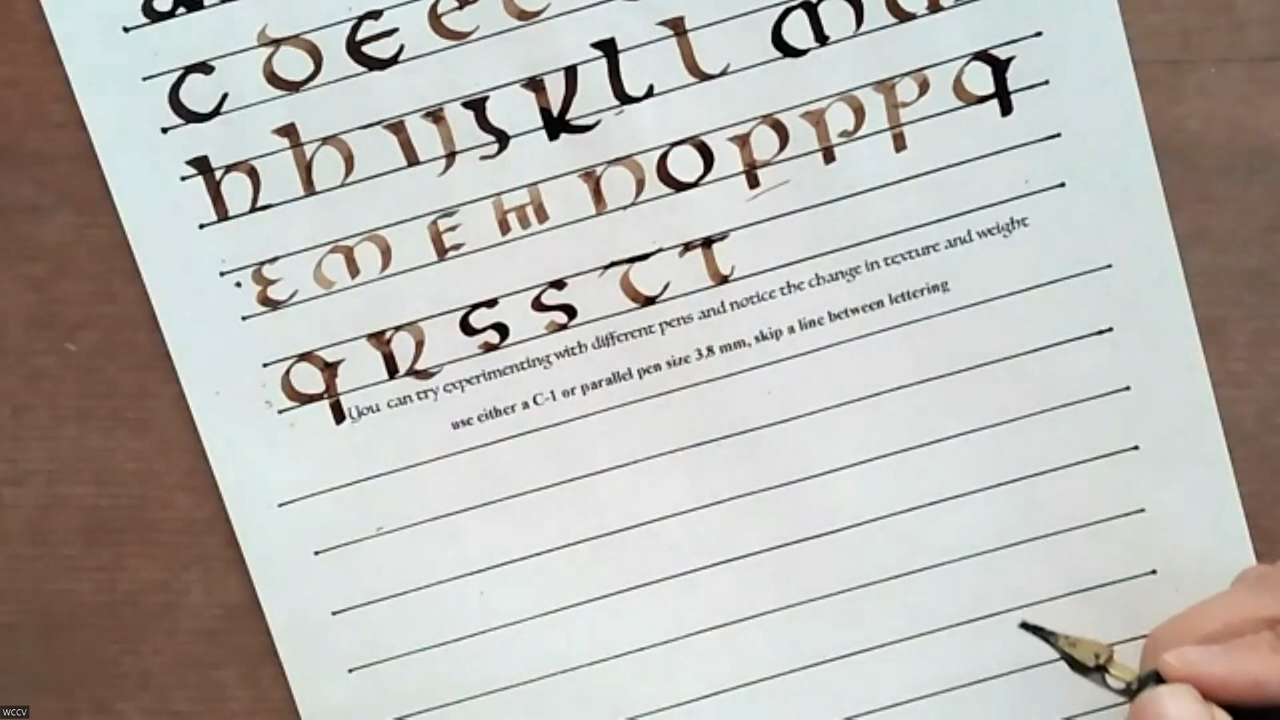 c d e e
h h i j s k l l m
ε m E m n o p p p q
q r s s t t
You can try experimenting with different pens and notice the change in texture and weight
use either a C-1 or parallel pen size 3.8 mm, skip a line between lettering
WCCV